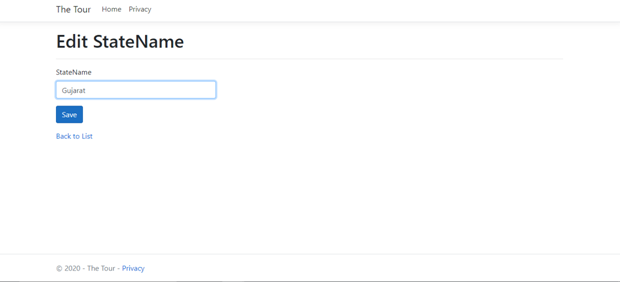 The Tour Home Privacy
Edit StateName
StateName
Gujarat
Save
Back to List
© 2020 - The Tour - Privacy